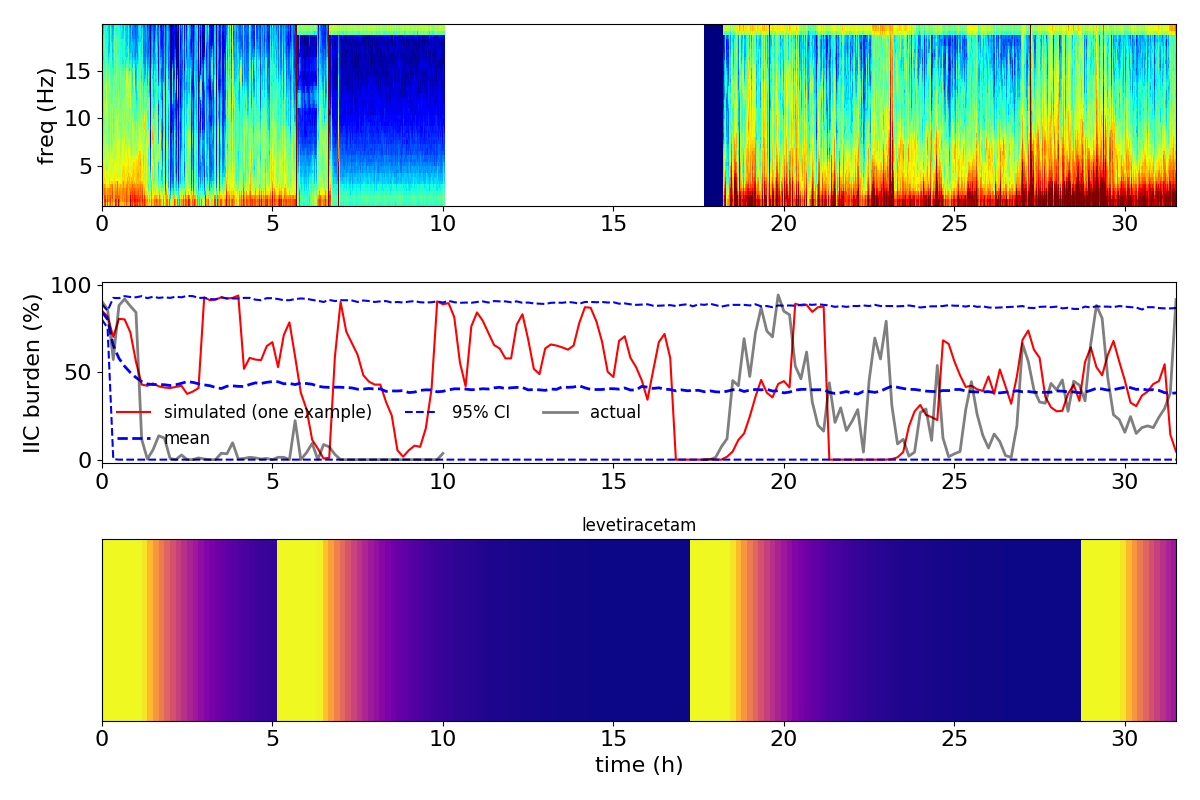 freq (Hz)
15
10
5
0 5 10 15 20 25 30
IIC burden (%)
100
50
0
simulated (one example) 95% CI actual
mean
0 5 10 15 20 25 30
levetiracetam
0 5 10 15 20 25 30
time (h)